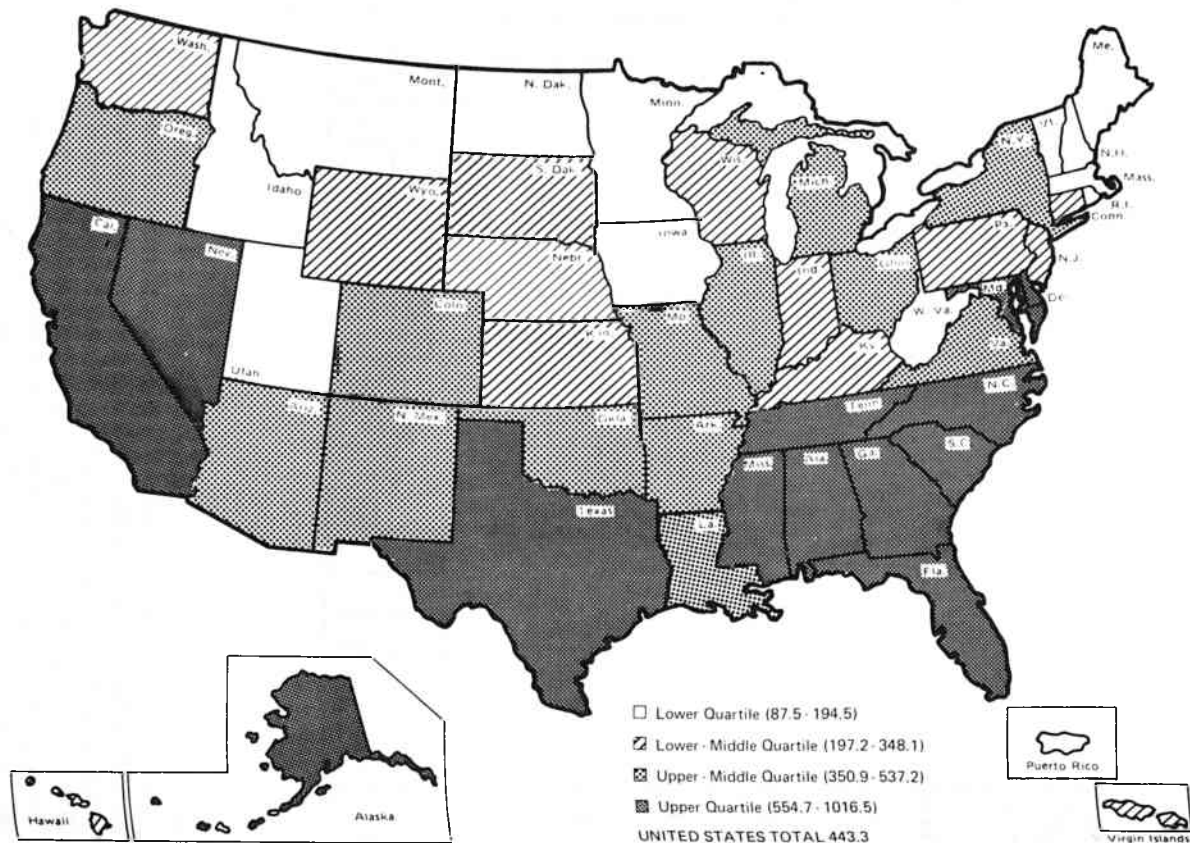 Wash.
Mont.
N. Dak.
Minn.
Me.
Oreg.
Idaho
Wyo.
S. Dak.
Wis.
Mich.
N.Y.
Vt.
N.H.
Mass.
R.I.
Conn.
Cal.
Nev.
Utah
Colo.
Nebr.
Iowa
Ill.
Ind.
Ohio
Pa.
N.J.
Md.
De.
W. Va.
Va.
Kan.
Mo.
Ky.
Ariz.
N. Mex.
Okla.
Ark.
Tenn.
N.C.
S.C.
Texas
La.
Miss.
Ala.
Ga.
Fla.
Hawaii
Alaska
Lower Quartile (87.5 - 194.5)
Lower - Middle Quartile (197.2 - 348.1)
Upper - Middle Quartile (350.9 - 537.2)
Upper Quartile (554.7 - 1016.5)
UNITED STATES TOTAL 443.3
Puerto Rico
Virgin Islands